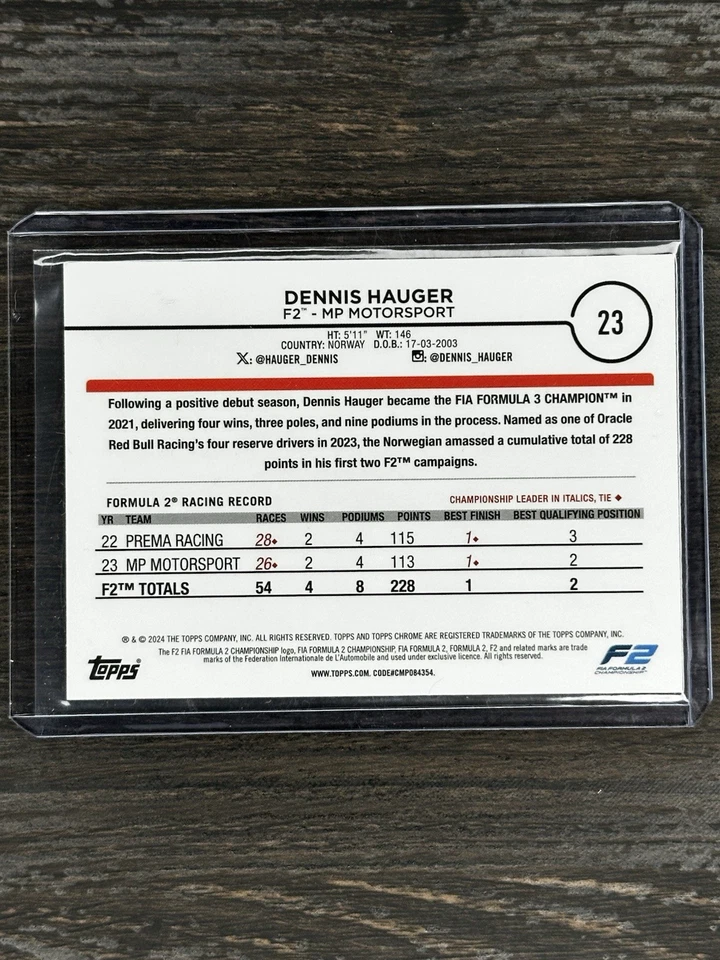 DENNIS HAUGER
F2™ - MP MOTORSPORT
23
HT: 5'11" WT: 146
COUNTRY: NORWAY D.O.B.: 17-03-2003
X: @HAUGER_DENNIS : @DENNIS_HAUGER
Following a positive debut season, Dennis Hauger became the FIA FORMULA 3 CHAMPION™ in
2021, delivering four wins, three poles, and nine podiums in the process. Named as one of Oracle
Red Bull Racing's four reserve drivers in 2023, the Norwegian amassed a cumulative total of 228
points in his first two F2™ campaigns.
FORMULA 2® RACING RECORD CHAMPIONSHIP LEADER IN ITALICS, TIE ♦
YR TEAM RACES WINS PODIUMS POINTS BEST FINISH BEST QUALIFYING POSITION
22 PREMA RACING 28♦ 2 4 115 1♦ 3
23 MP MOTORSPORT 26♦ 2 4 113 1♦ 2
F2™ TOTALS 54 4 8 228 1 2
® & © 2024 THE TOPPS COMPANY, INC. ALL RIGHTS RESERVED. TOPPS AND TOPPS CHROME ARE REGISTERED TRADEMARKS OF THE TOPPS COMPANY, INC.
The F2 FIA FORMULA 2 CHAMPIONSHIP logo, FIA FORMULA 2 CHAMPIONSHIP, FIA FORMULA 2, FORMULA 2, F2 and related marks are trade
marks of the Federation Internationale de L'Automobile and used under exclusive licence. All rights reserved.
WWW.TOPPS.COM. CODE#CMP084354.
topps®
F2
FIA FORMULA 2
CHAMPIONSHIP™